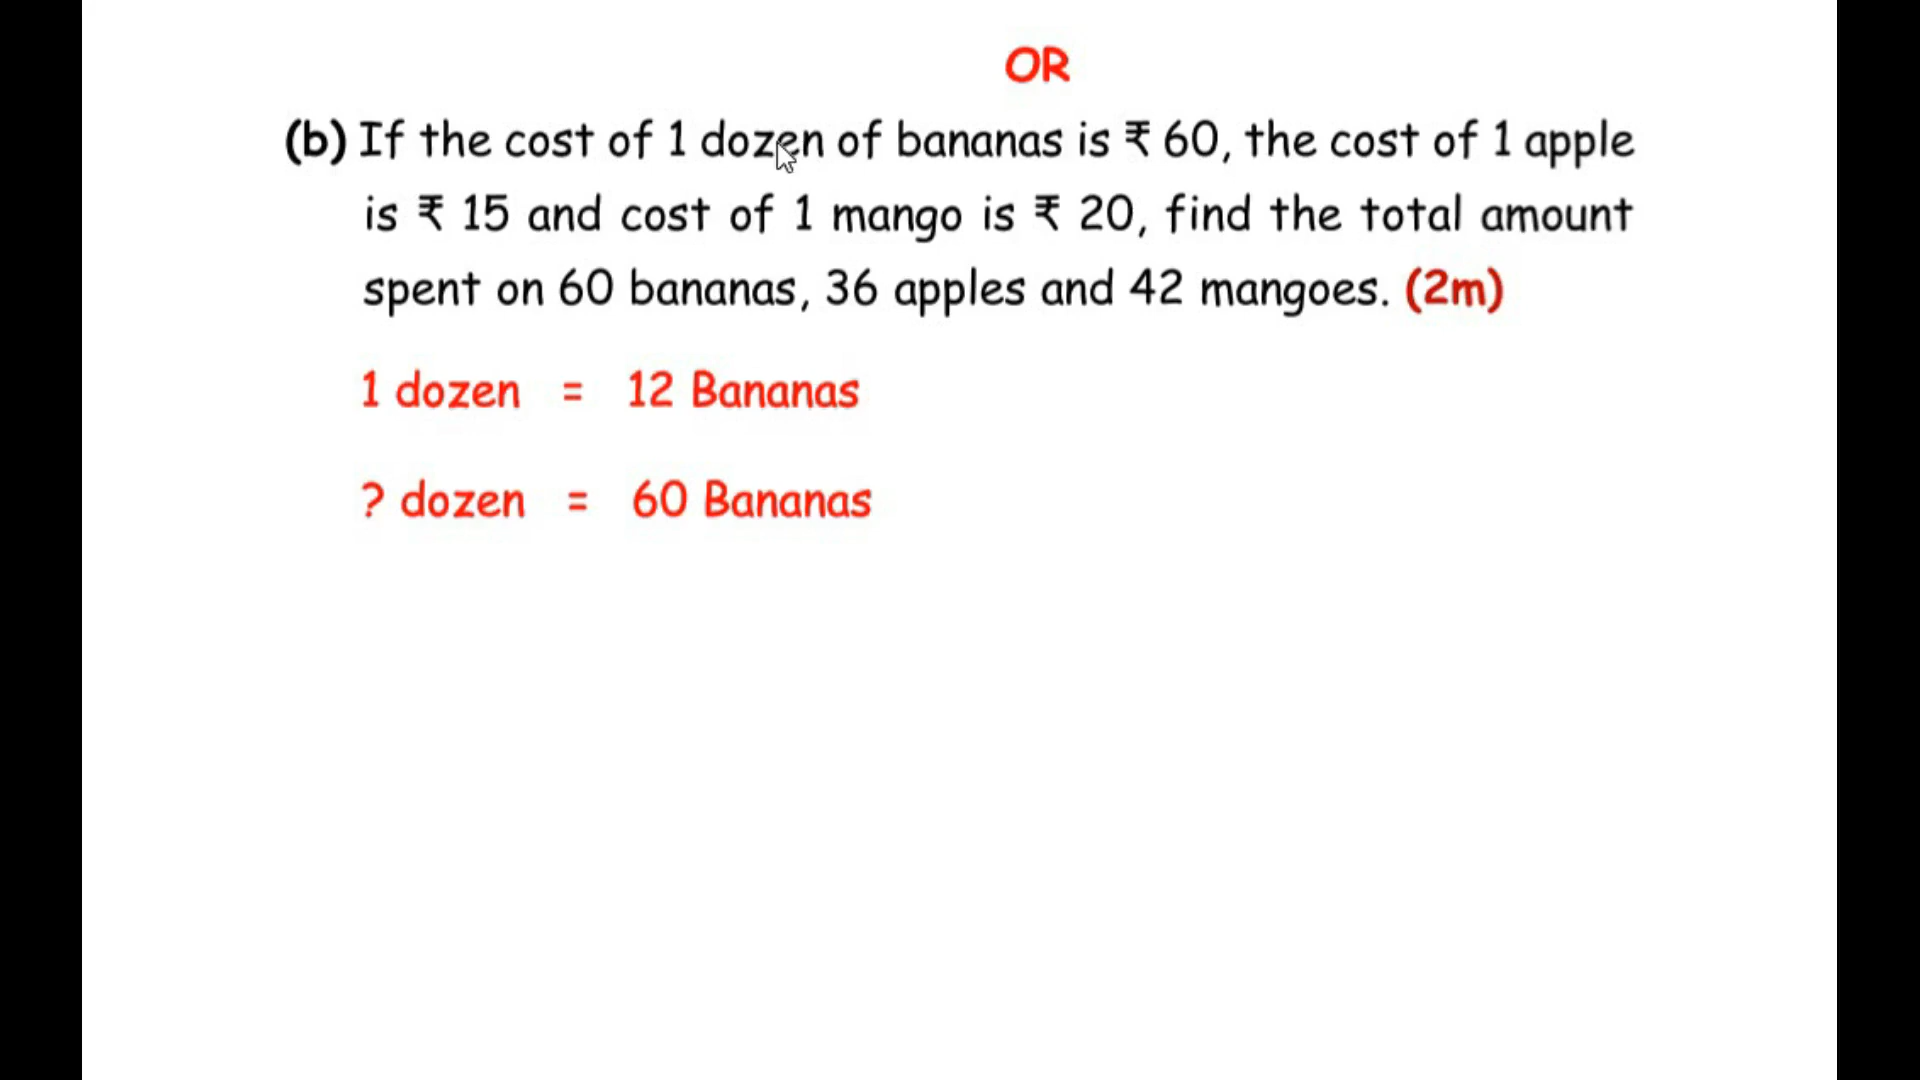 OR
(b) If the cost of 1 dozen of bananas is ₹ 60, the cost of 1 apple
is ₹ 15 and cost of 1 mango is ₹ 20, find the total amount
spent on 60 bananas, 36 apples and 42 mangoes. (2m)
1 dozen = 12 Bananas
? dozen = 60 Bananas